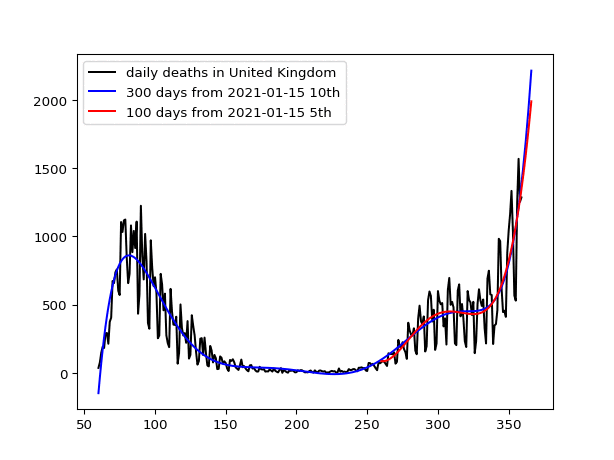 daily deaths in United Kingdom
300 days from 2021-01-15 10th
100 days from 2021-01-15 5th
2000
1500
1000
500
0
50 100 150 200 250 300 350